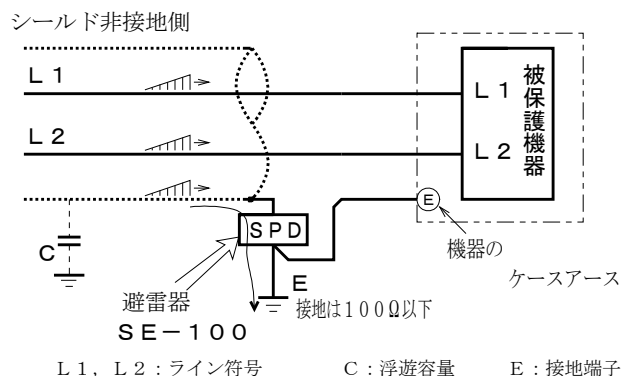 シールド非接地側
L1
L2
L1
L2
被保護機器
E
SPD
C
機器の
ケースアース
E
接地は100Ω以下
避雷器
SE−100
L1, L2:ライン符号 C:浮遊容量 E:接地端子